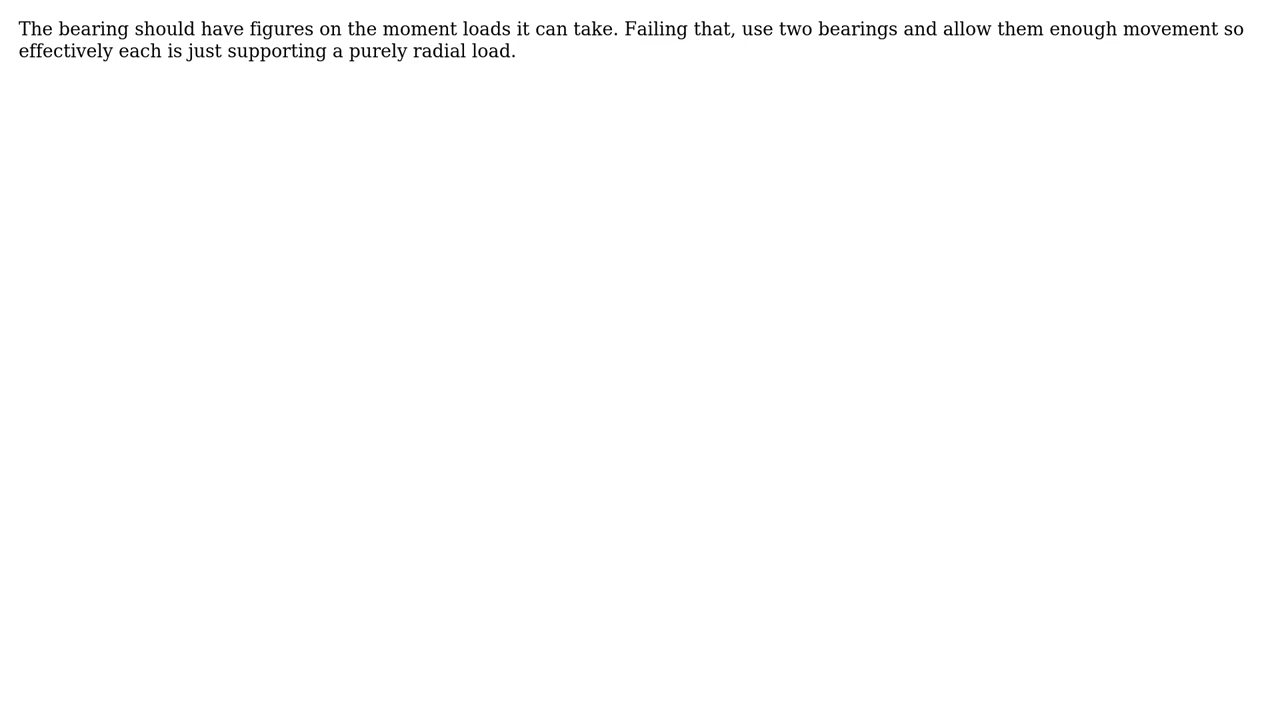 The bearing should have figures on the moment loads it can take. Failing that, use two bearings and allow them enough movement so
effectively each is just supporting a purely radial load.